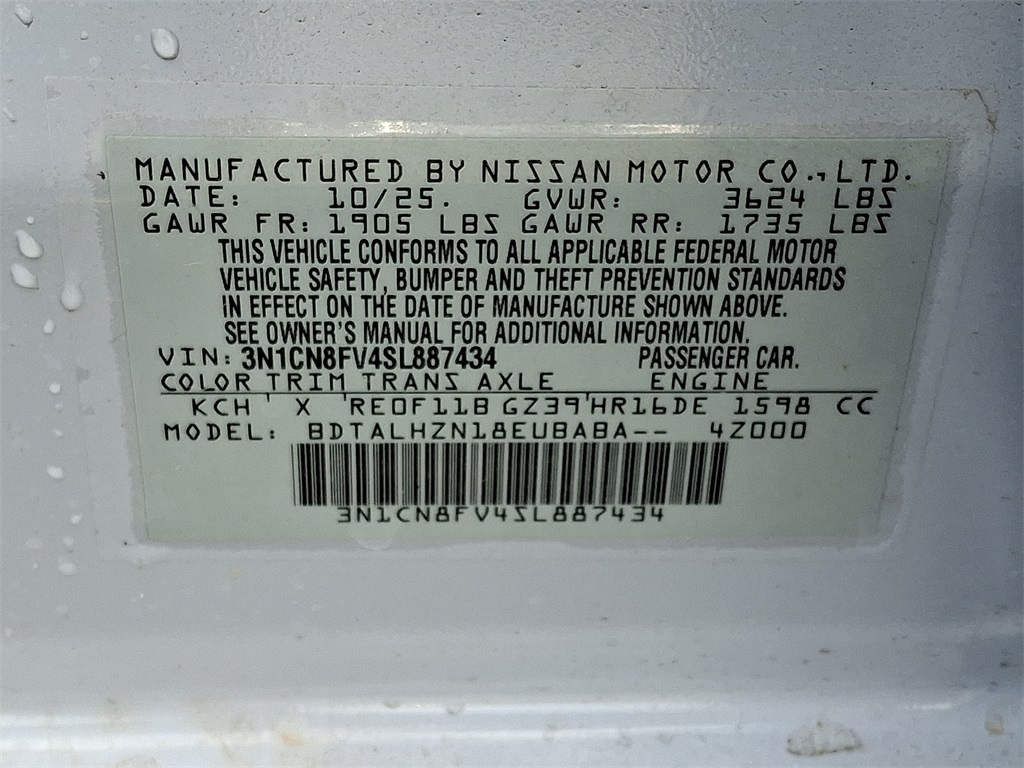 MANUFACTURED BY NISSAN MOTOR CO.,LTD.
DATE: 10/25. GVWR: 3624 LBS
GAWR FR: 1905 LBS GAWR RR: 1735 LBS
THIS VEHICLE CONFORMS TO ALL APPLICABLE FEDERAL MOTOR
VEHICLE SAFETY, BUMPER AND THEFT PREVENTION STANDARDS
IN EFFECT ON THE DATE OF MANUFACTURE SHOWN ABOVE.
SEE OWNER'S MANUAL FOR ADDITIONAL INFORMATION.
VIN: 3N1CN8FV4SL887434 PASSENGER CAR.
COLOR TRIM TRANS AXLE ENGINE
KCH X RE0F11B GZ39 HR16DE 1598 CC
MODEL: BDTALHZN18EUBABA-- 4Z000
3N1CN8FV4SL887434